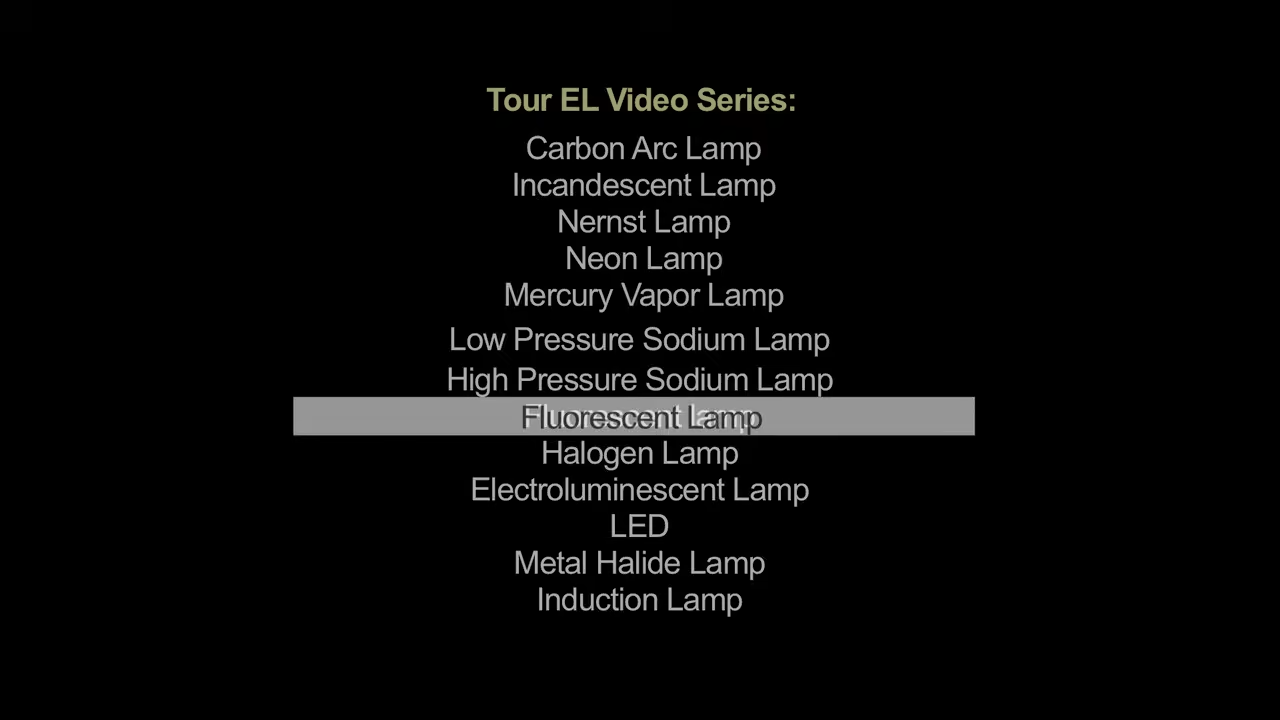 Tour EL Video Series:
Carbon Arc Lamp
Incandescent Lamp
Nernst Lamp
Neon Lamp
Mercury Vapor Lamp
Low Pressure Sodium Lamp
High Pressure Sodium Lamp
Fluorescent Lamp
Halogen Lamp
Electroluminescent Lamp
LED
Metal Halide Lamp
Induction Lamp